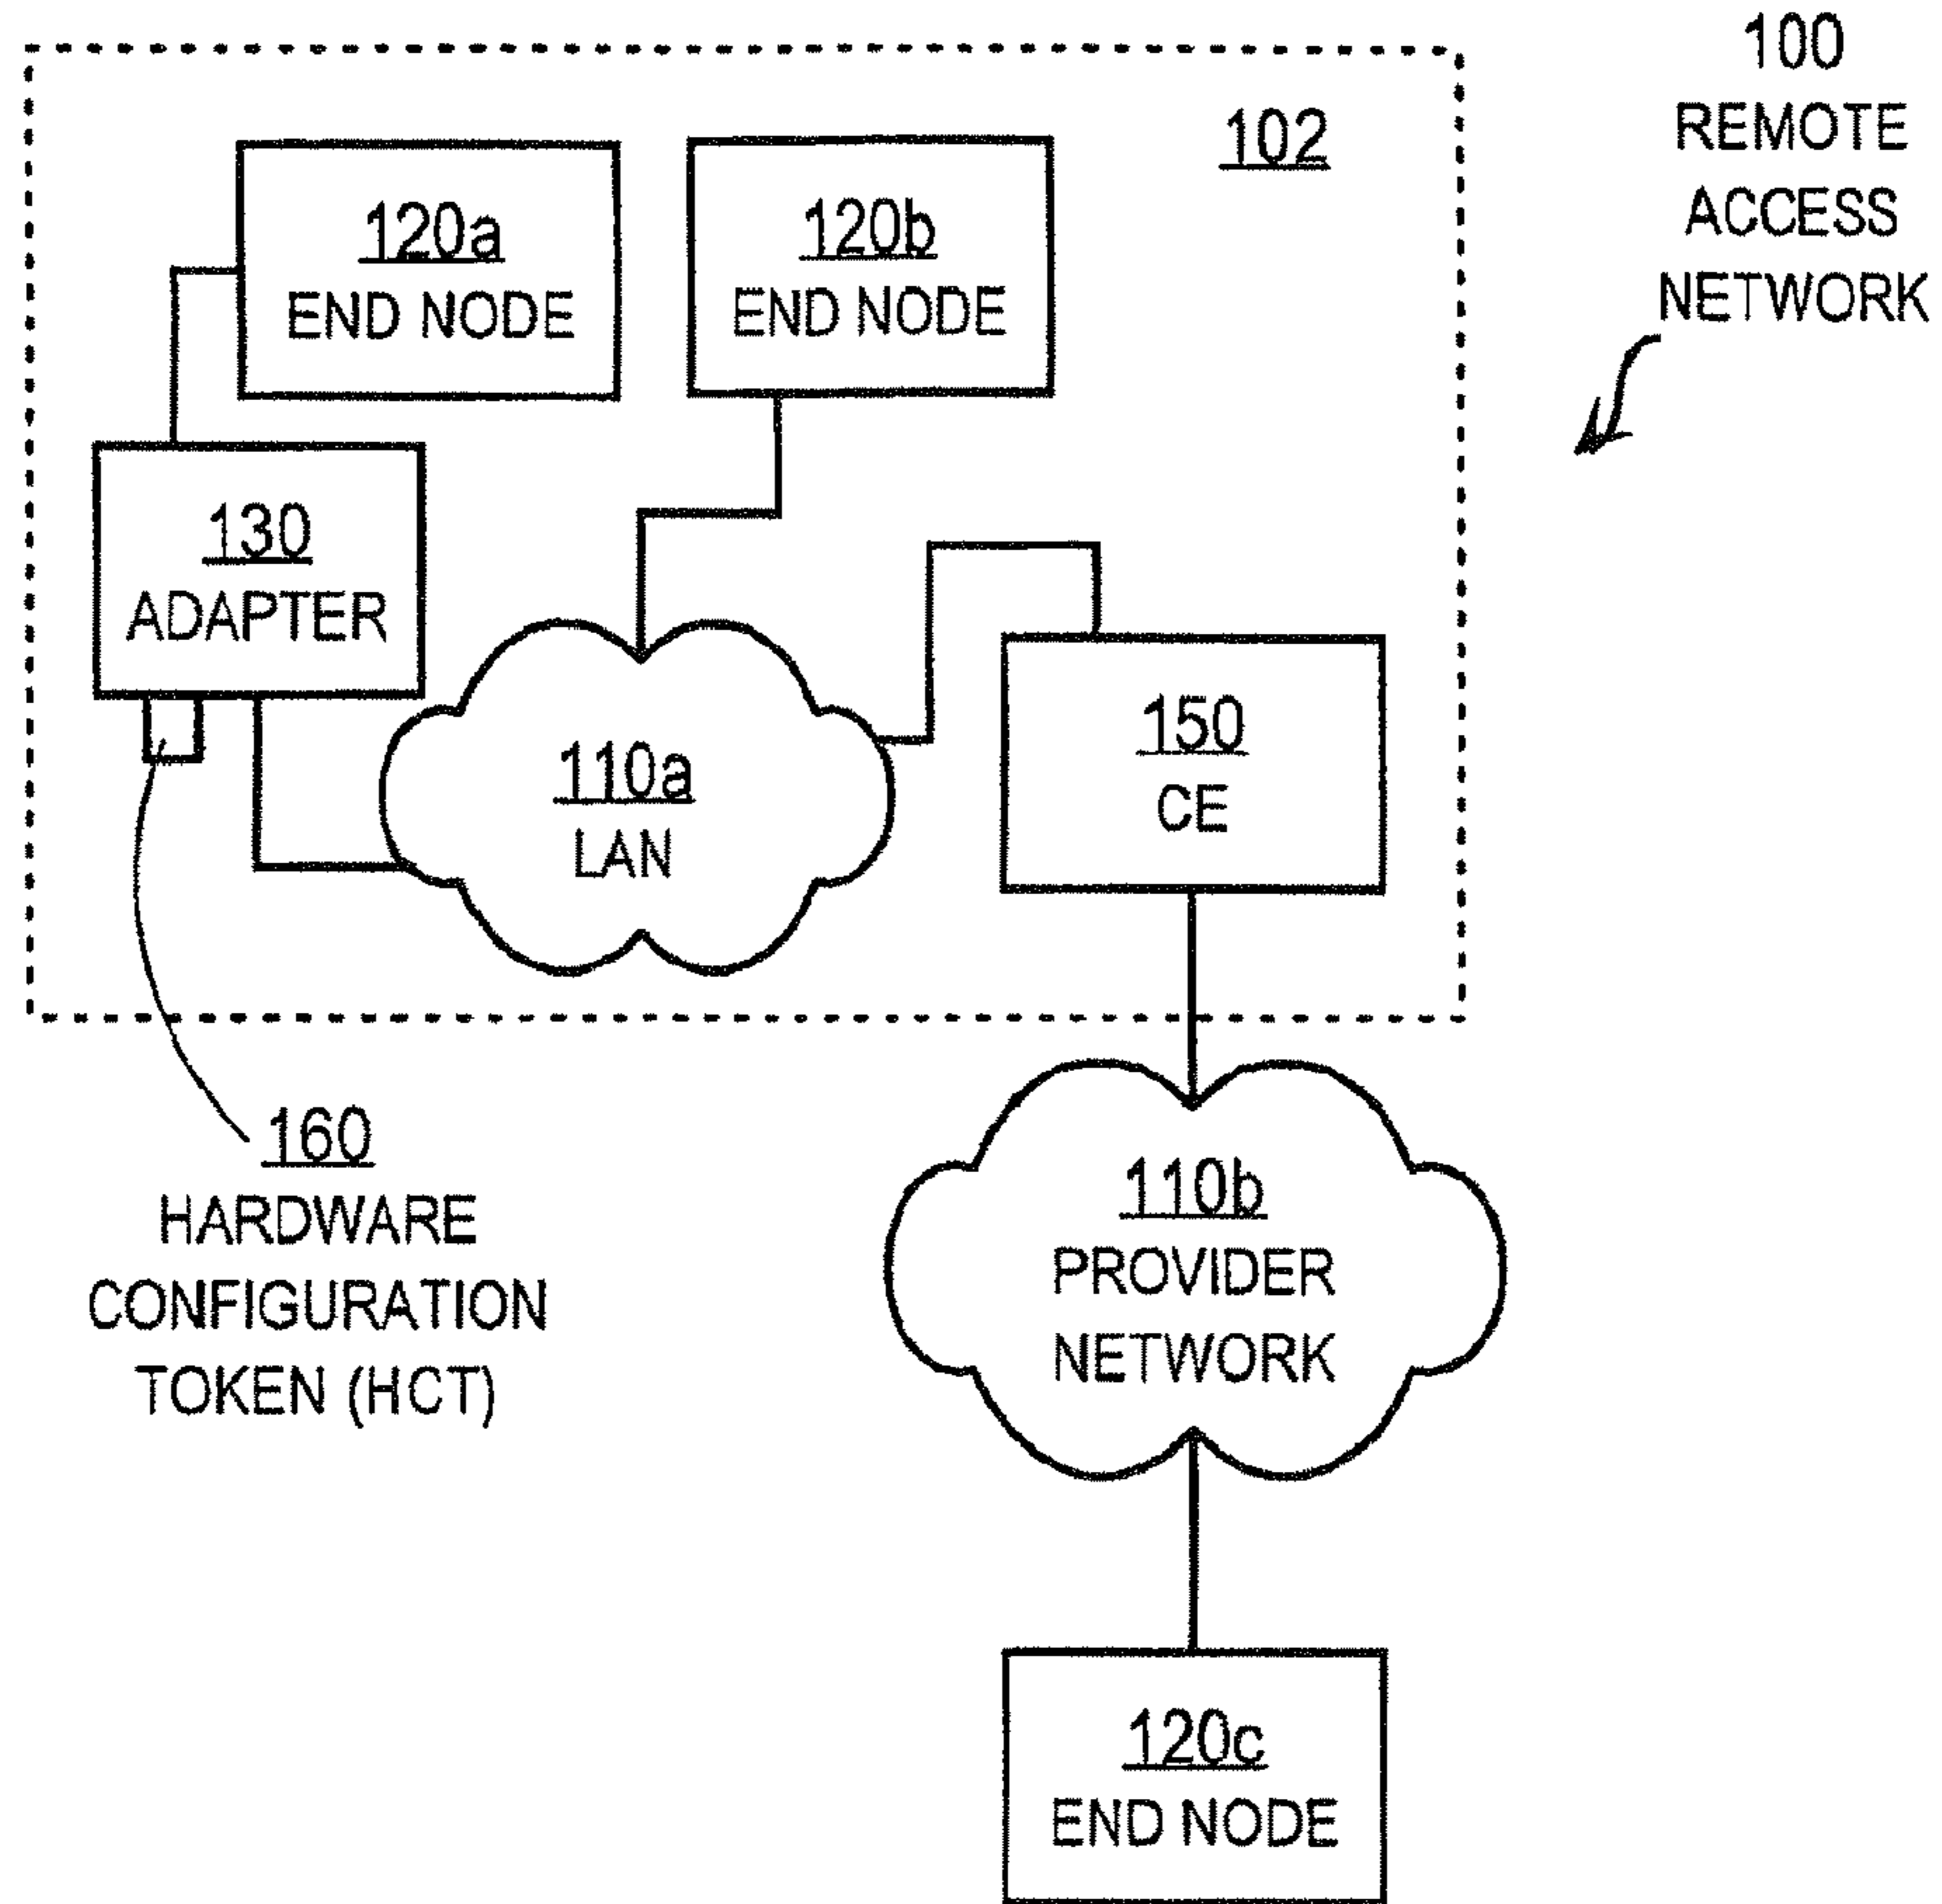 100
REMOTE
ACCESS
NETWORK
102
120a
END NODE
120b
END NODE
130
ADAPTER
110a
LAN
150
CE
160
HARDWARE
CONFIGURATION
TOKEN (HCT)
110b
PROVIDER
NETWORK
120c
END NODE